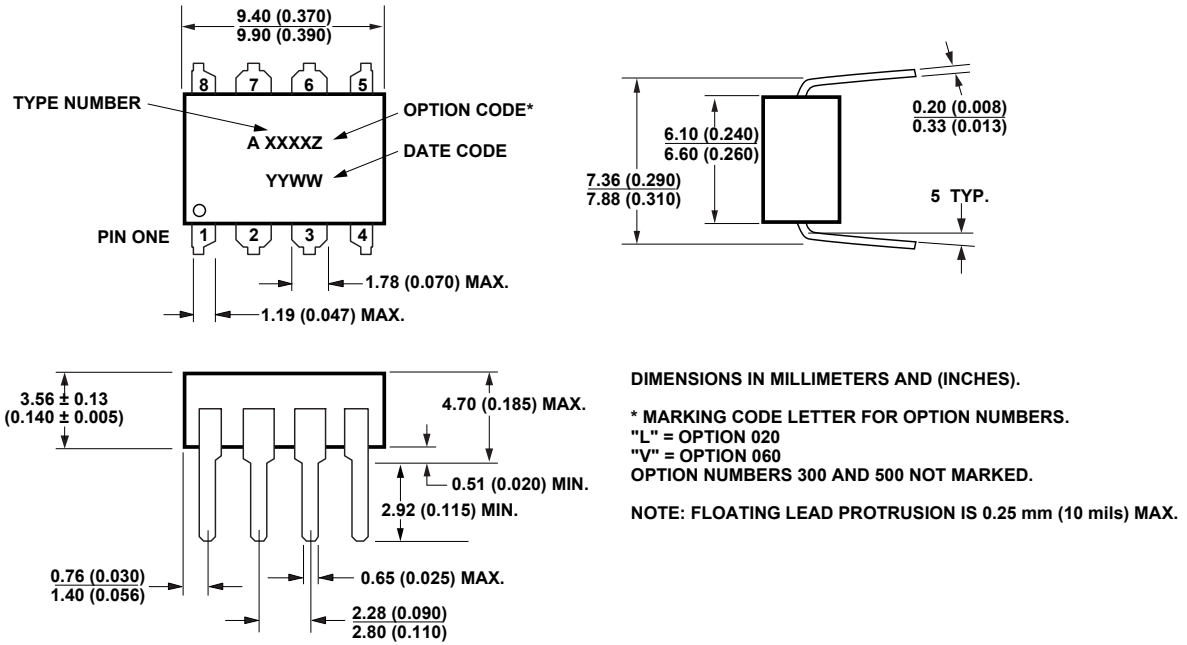 9.40 (0.370)
9.90 (0.390)
8 7 6 5
TYPE NUMBER
OPTION CODE*
A XXXXZ
DATE CODE
YYWW
PIN ONE
1 2 3 4
1.78 (0.070) MAX.
1.19 (0.047) MAX.
0.20 (0.008)
0.33 (0.013)
6.10 (0.240)
6.60 (0.260)
7.36 (0.290)
7.88 (0.310)
5 TYP.
3.56 ± 0.13
(0.140 ± 0.005)
4.70 (0.185) MAX.
0.51 (0.020) MIN.
2.92 (0.115) MIN.
0.76 (0.030)
1.40 (0.056)
0.65 (0.025) MAX.
2.28 (0.090)
2.80 (0.110)
DIMENSIONS IN MILLIMETERS AND (INCHES).
* MARKING CODE LETTER FOR OPTION NUMBERS.
"L" = OPTION 020
"V" = OPTION 060
OPTION NUMBERS 300 AND 500 NOT MARKED.
NOTE: FLOATING LEAD PROTRUSION IS 0.25 mm (10 mils) MAX.